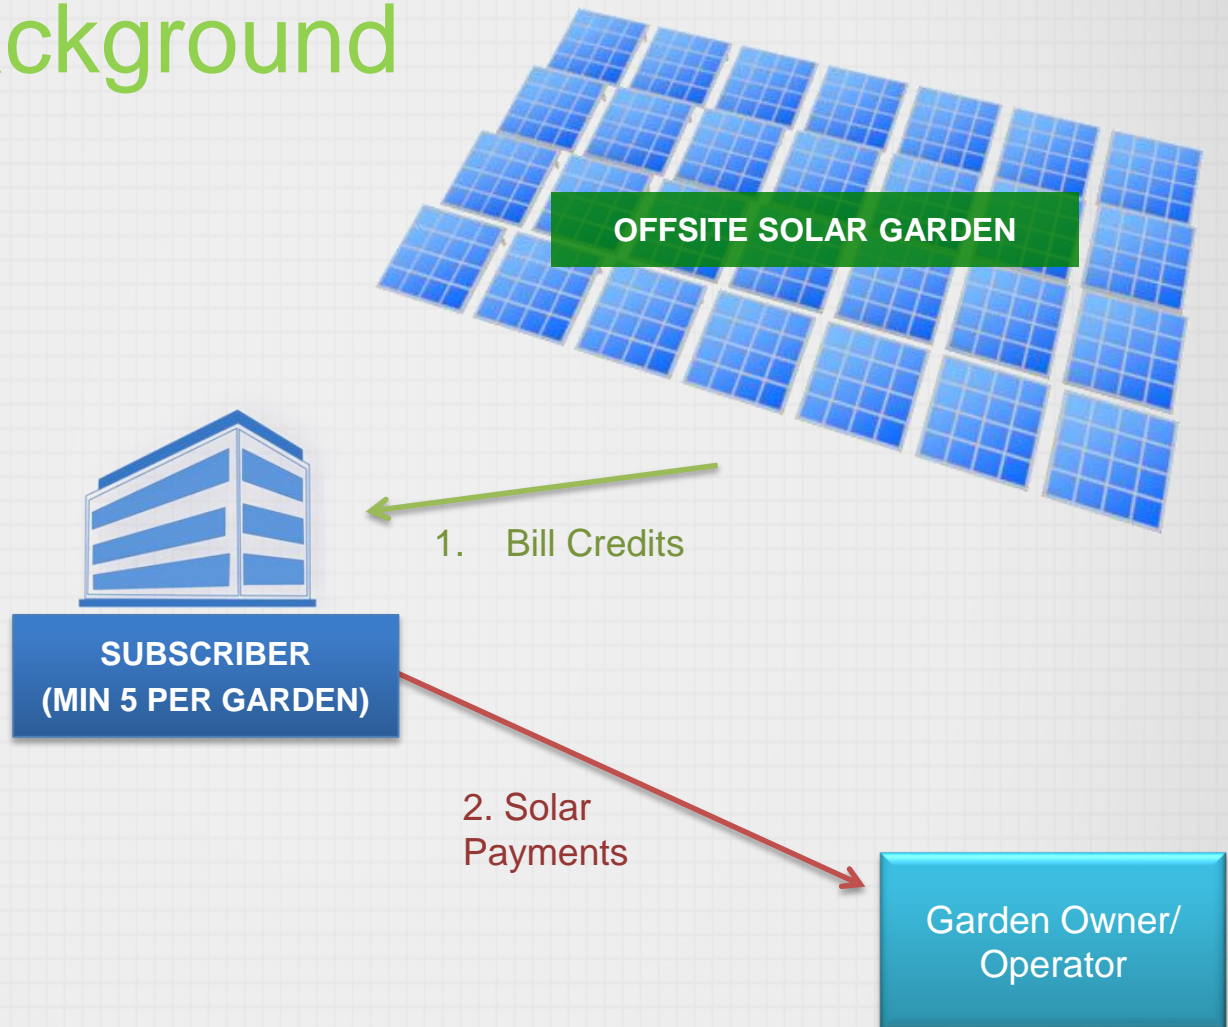 ckground
OFFSITE SOLAR GARDEN
1. Bill Credits
SUBSCRIBER
(MIN 5 PER GARDEN)
2. Solar
Payments
Garden Owner/
Operator